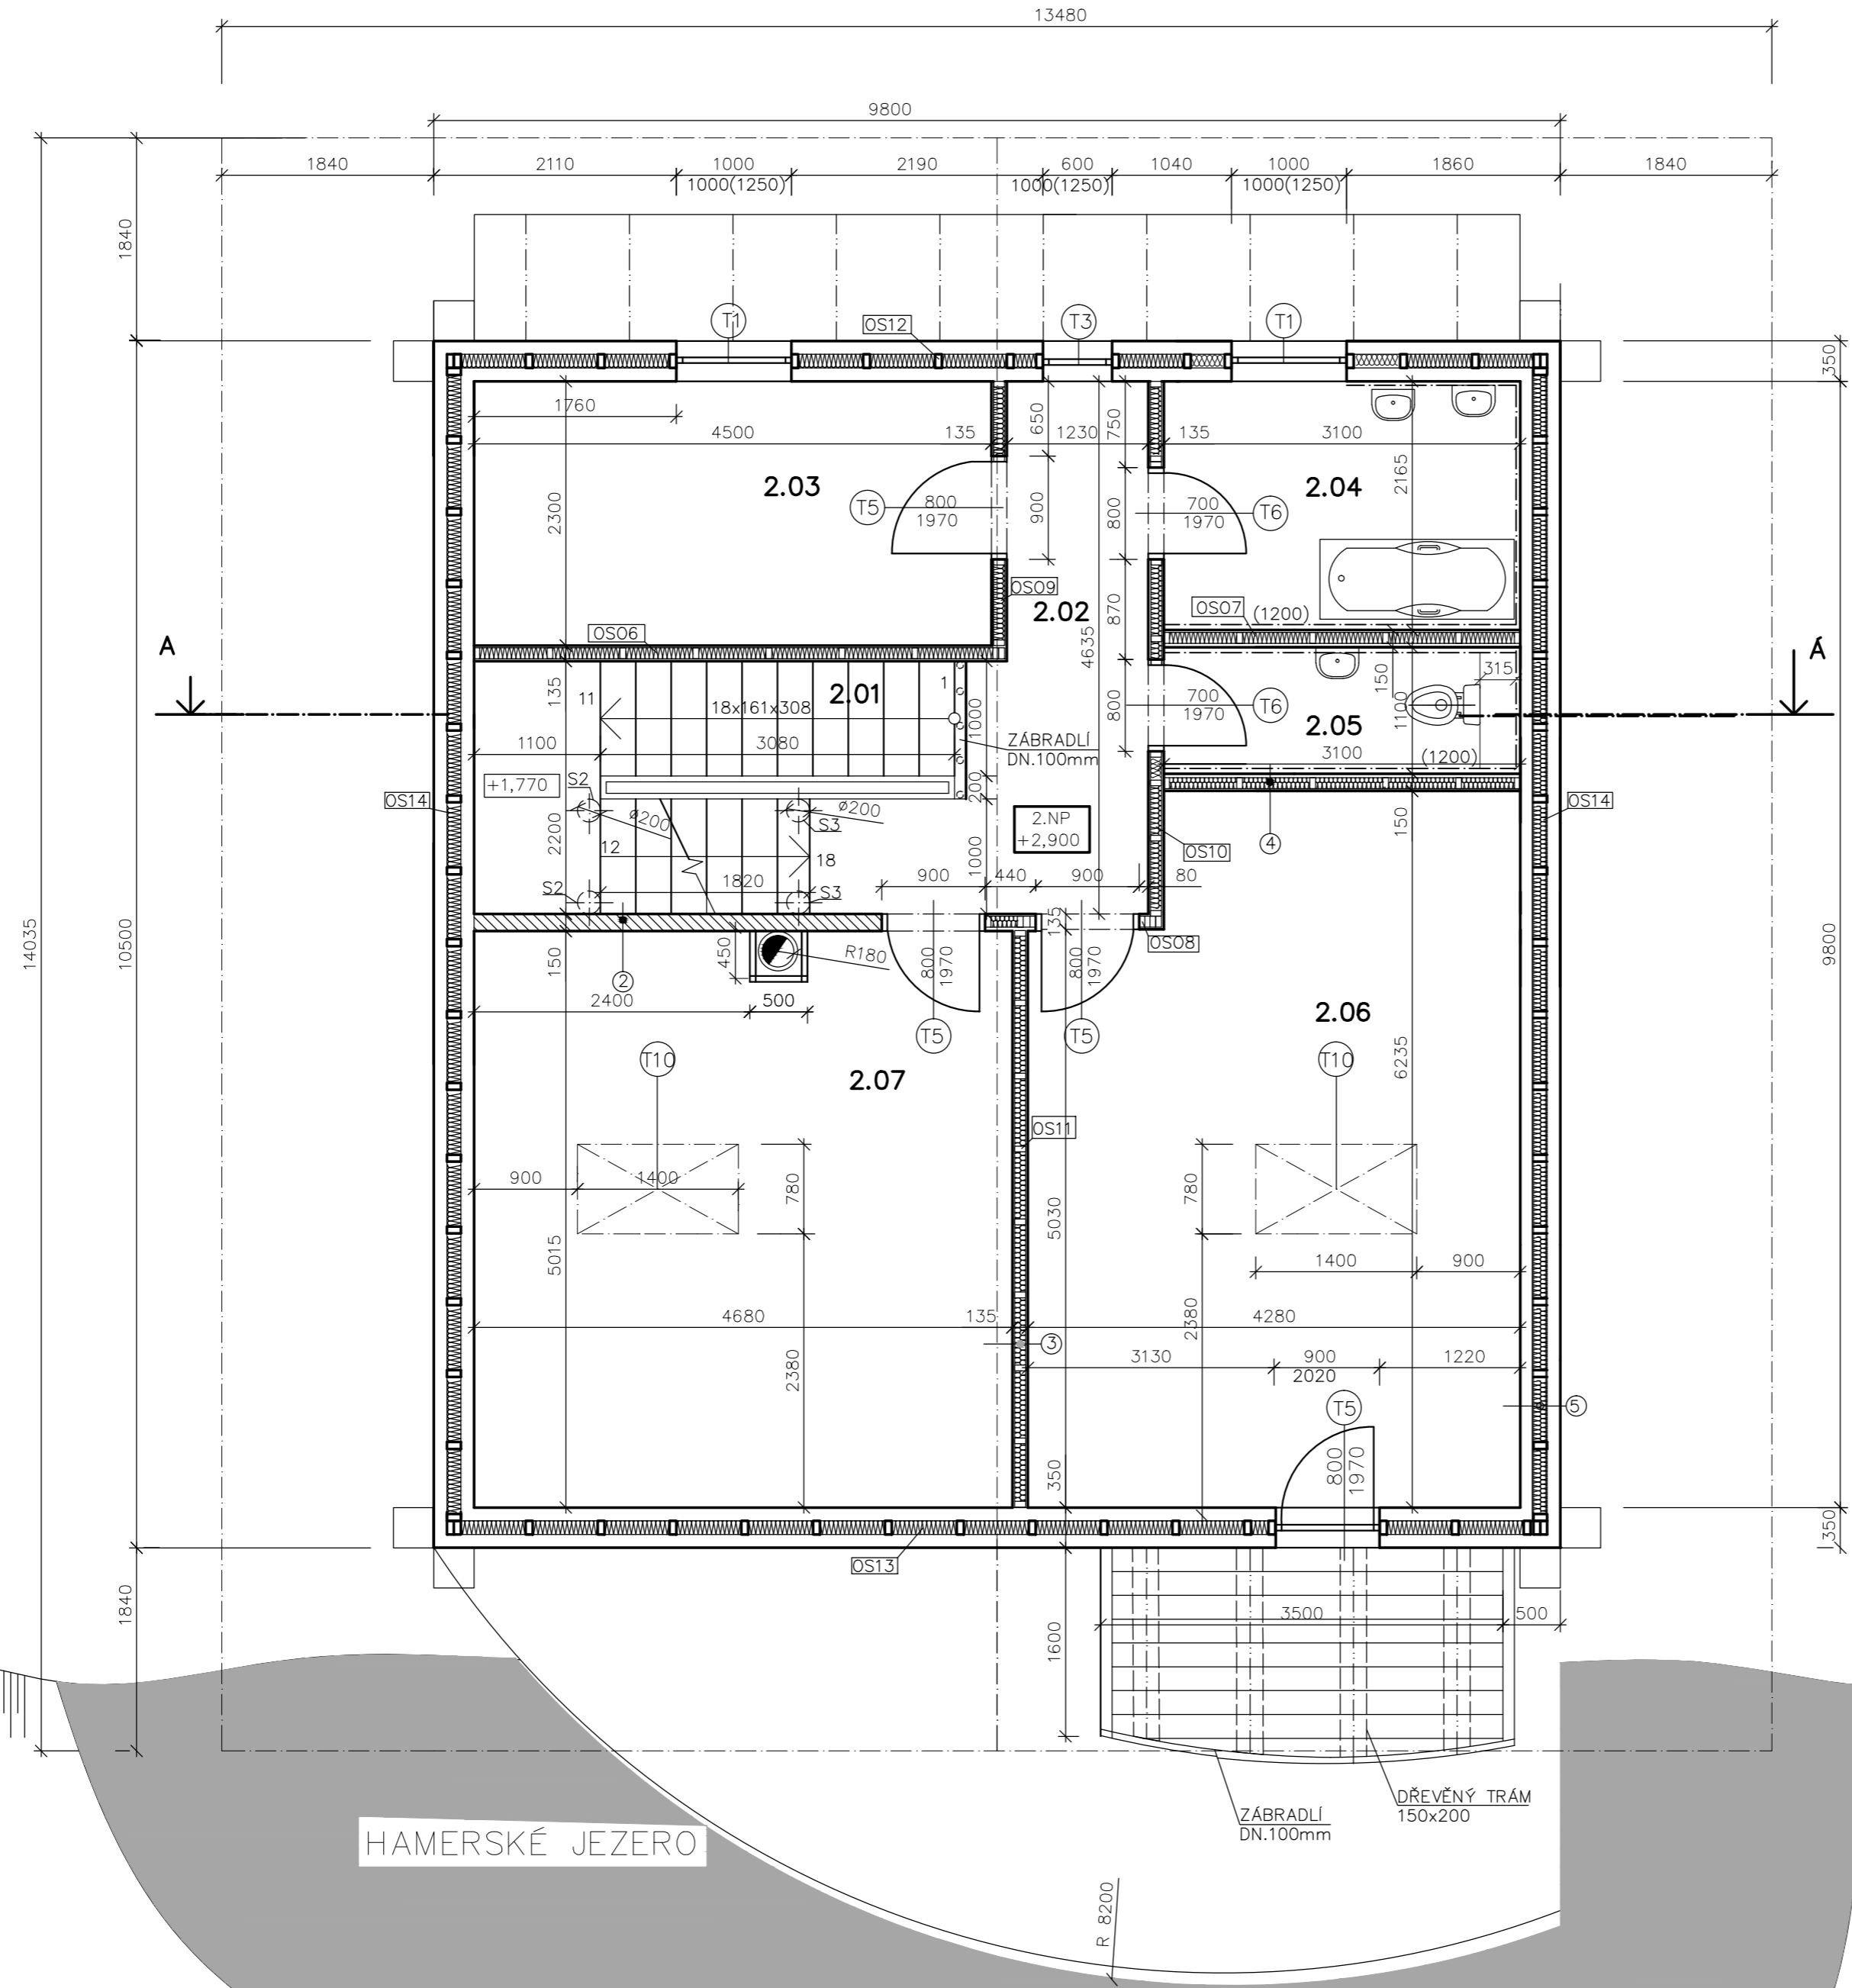 13480
9800
1840 2110 1000 2190 600 1040 1000 1860 1840
1000(1250) 1000(1250) 1000(1250)
1840
T1 OS12 T3 T1
350
1760
4500 135 1230 135 3100
650 750
2.03 2.04
2165
T5 800 700 T6
1970 1970
2300 900 800
OS09
2.02
OS07 (1200)
870
OS06
4635
A Á
135 11 2.01 1
150 315
18x161x308
1000 800 700 T6
1970
2.05
1100
1100 3080 ZÁBRADLÍ
DN.100mm
3100 (1200)
+1,770 S2
200
OS14 OS14
ø200 ø200
S3
2.NP
+2,900
150
2200 12 18 1000
4
OS10
S2 1820 S3 900 440 900 80
14035 10500 9800
135
OS08
150 2 450 R180 800
1970
800
1970
2400 500
2.06
T5 T5
T10 T10
2.07
6235
OS11
900 1400 780 780
5015 5030
1400 900
4680 135 4280
2380
3
3130 900 1220
2020
2380
T5 5
800
1970
350
350
OS13
1840
3500 500
1600
DŘEVĚNÝ TRÁM
150x200
ZÁBRADLÍ
DN.100mm
HAMERSKÉ JEZERO
R 8200